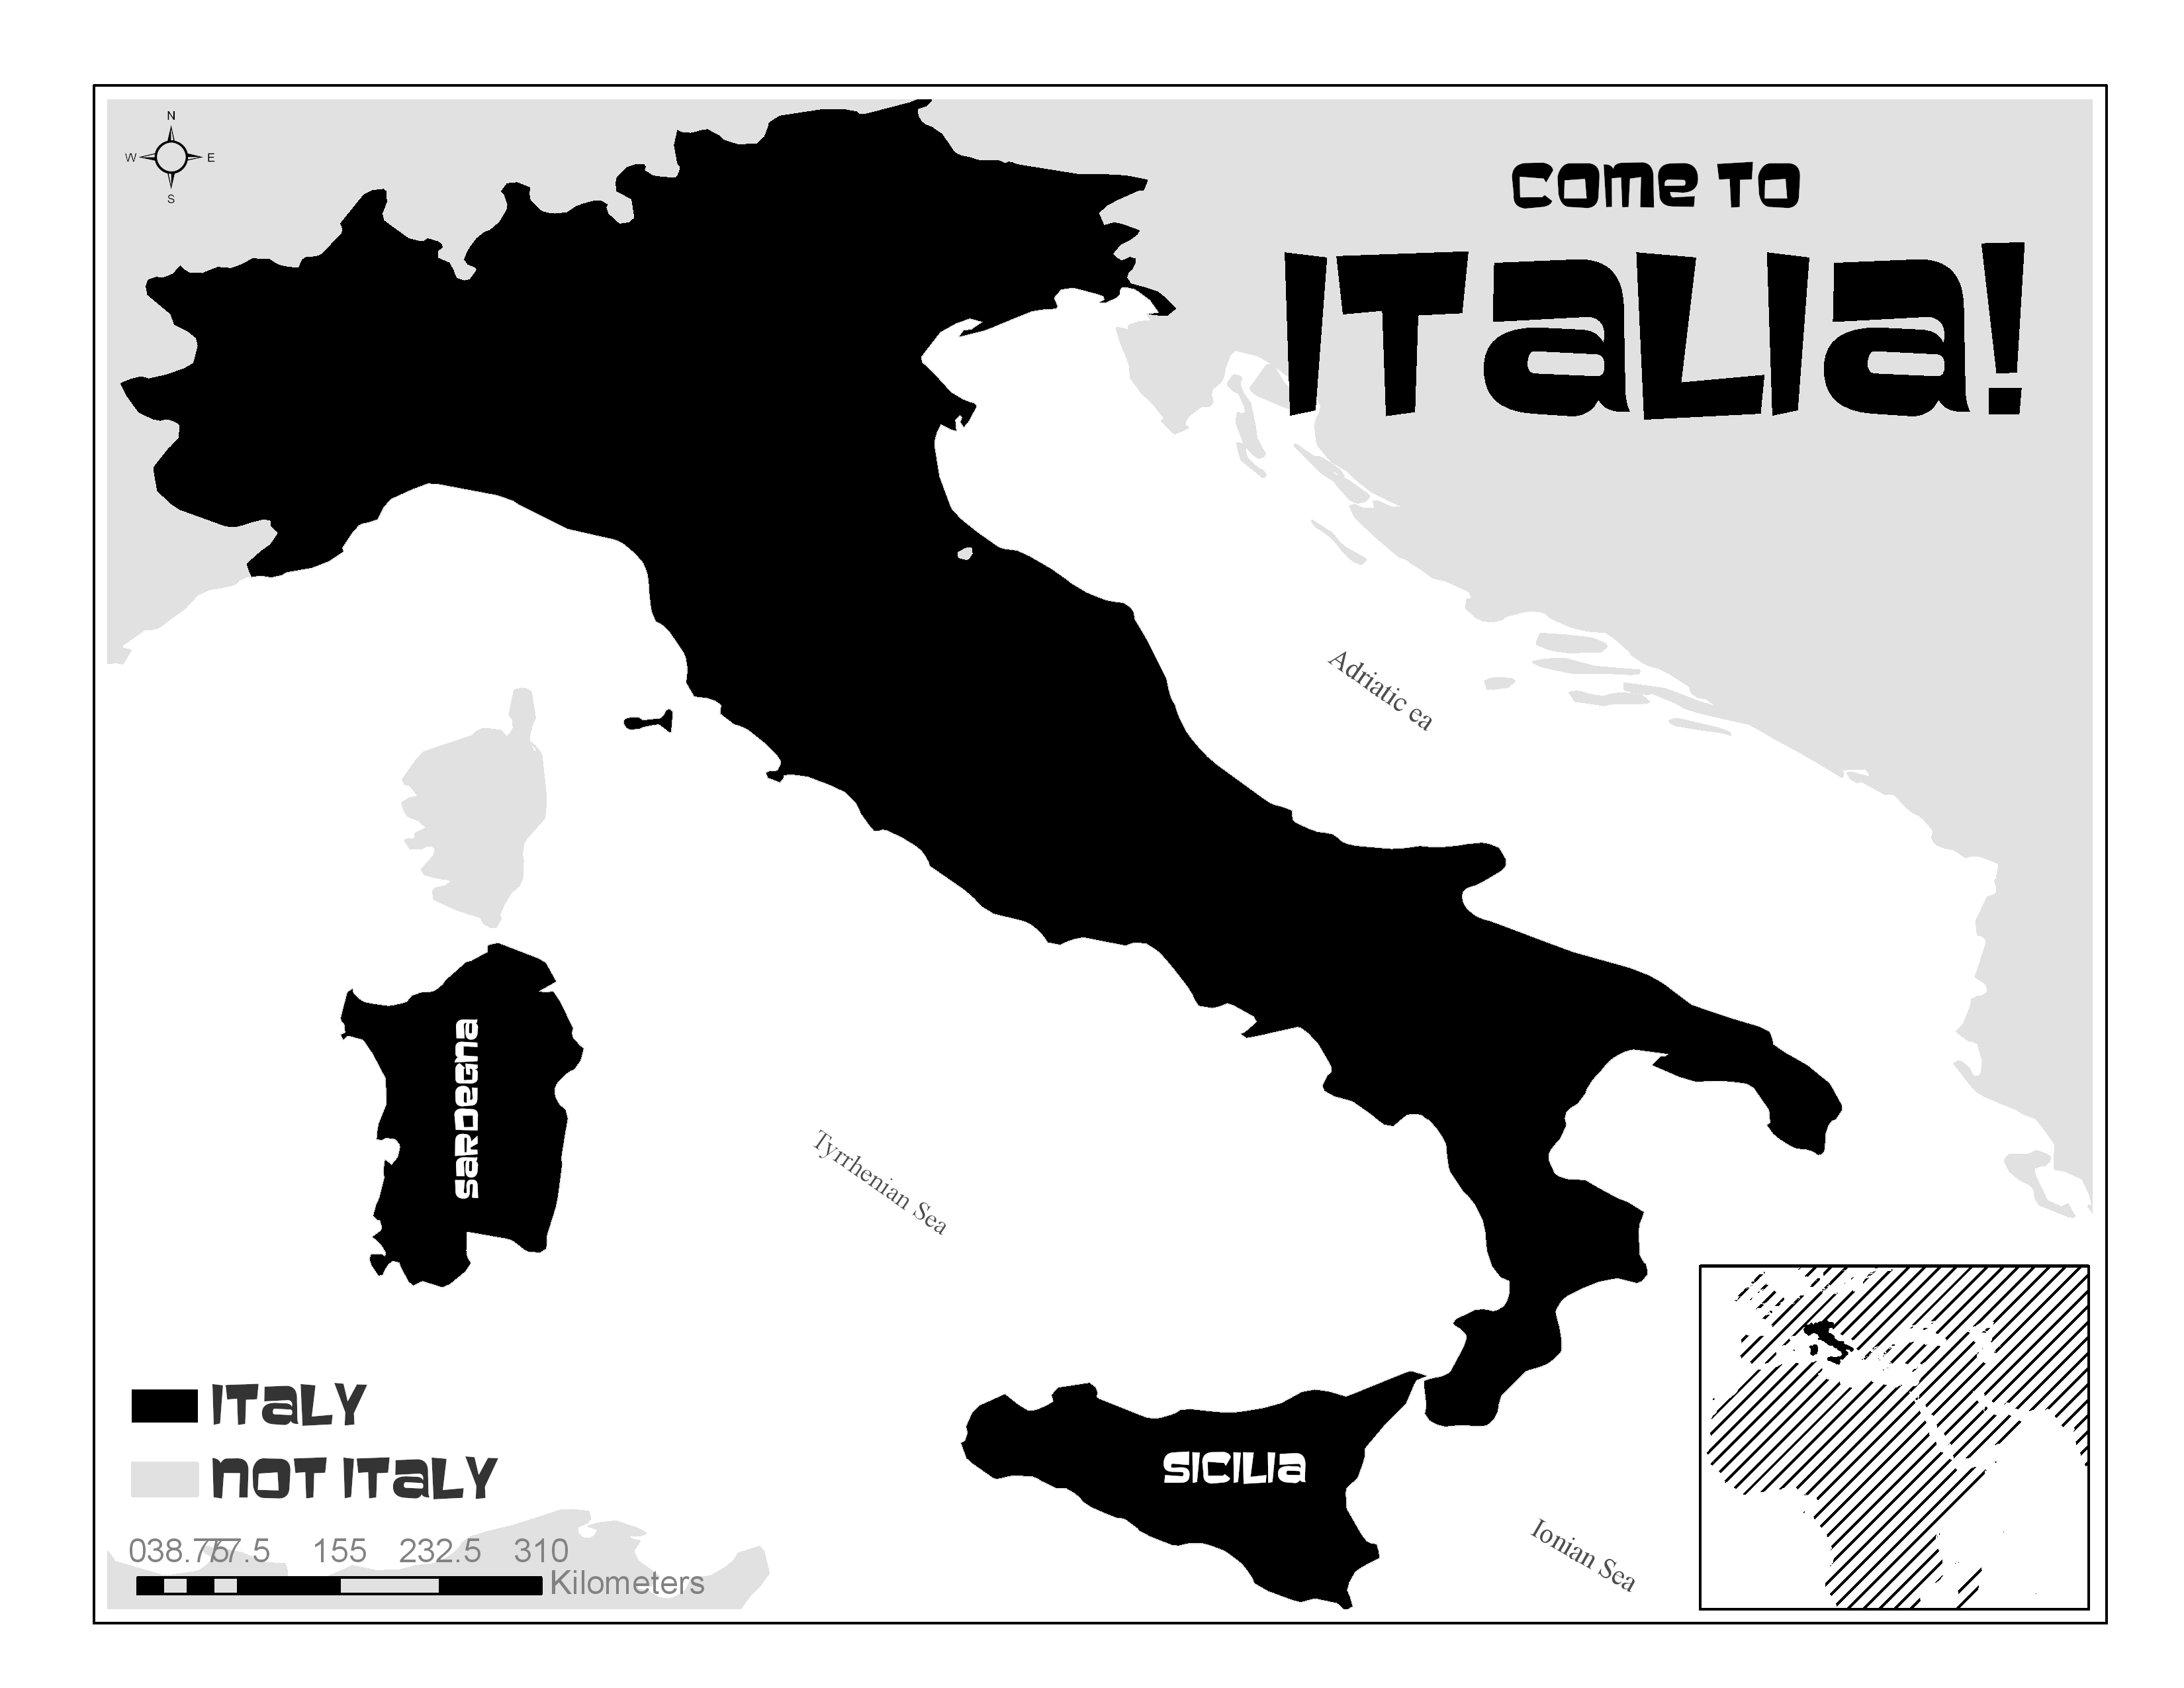 N
W E
S
COME TO
ITALIA!
Adriatic ea
SARDEGNA
Tyrrhenian Sea
ITALY
NOT ITALY
SICILIA
Ionian Sea
038.7577.5 155 232.5 310
Kilometers